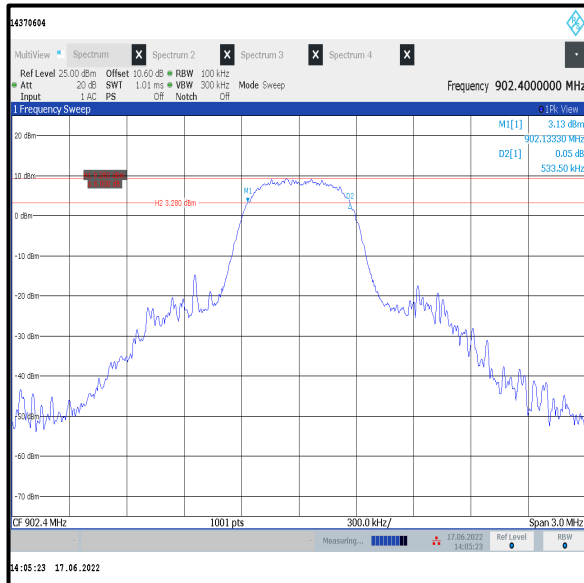 14370604
MultiView Spectrum X Spectrum 2 X Spectrum 3 X Spectrum 4 X
Ref Level 25.00 dBm Offset 10.60 dB RBW 100 kHz
Att 20 dB SWT 1.01 ms VBW 300 kHz Mode Sweep Frequency 902.4000000 MHz
Input 1 AC PS Off Notch Off
1 Frequency Sweep 1Pk View
M1[1] 3.13 dBm
902.13330 MHz
D2[1] 0.05 dB
533.50 kHz
20 dBm
10 dBm
M1 D2
H2 3.280 dBm
0 dBm
-10 dBm
-20 dBm
-30 dBm
-40 dBm
-50 dBm
-60 dBm
-70 dBm
CF 902.4 MHz 1001 pts 300.0 kHz/ Span 3.0 MHz
Measuring... 17.06.2022 14:05:23 Ref Level RBW
14:05:23 17.06.2022